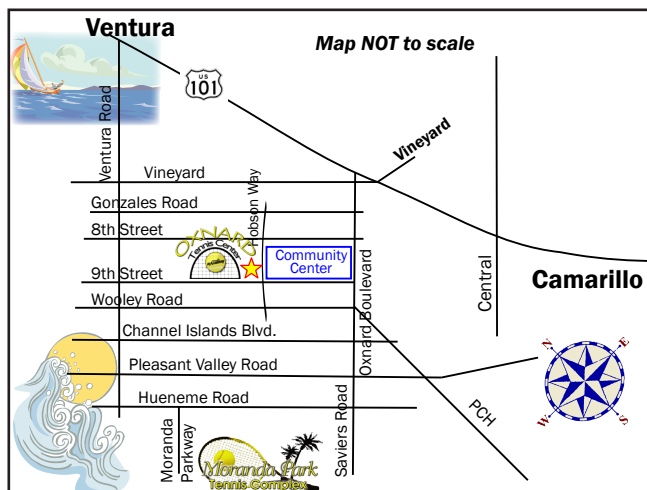 Ventura
Map NOT to scale
US
101
Ventura Road
Vineyard
Vineyard
Gonzales Road
Hobson Way
8th Street
OXNARD
Tennis Center
Community
Center
9th Street
Oxnard Boulevard
Central
Camarillo
Wooley Road
Channel Islands Blvd.
Pleasant Valley Road
N
E
W
S
Hueneme Road
PCH
Saviers Road
Moranda
Parkway
Moranda Park
Tennis Complex